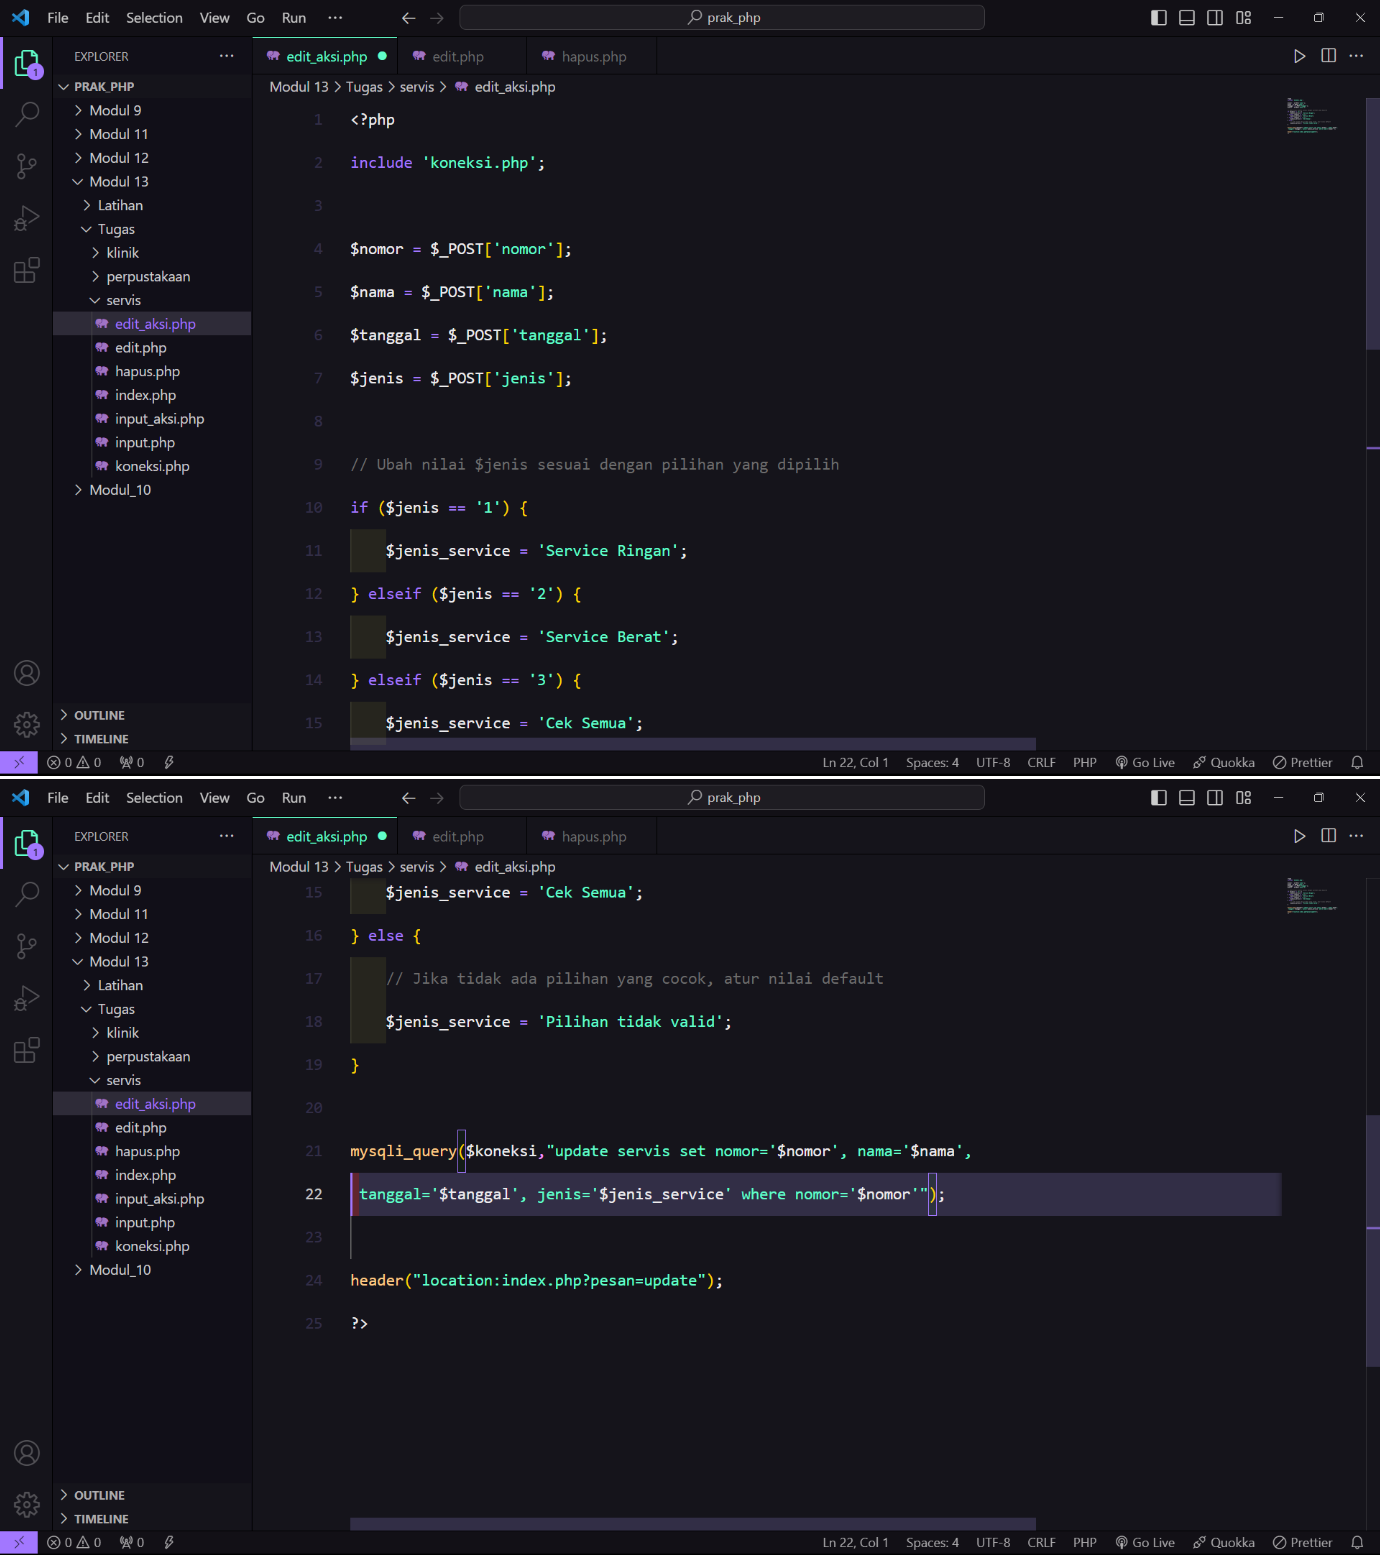 File Edit Selection View Go Run ··· prak_php
EXPLORER ··· edit_aksi.php edit.php hapus.php
PRAK_PHP Modul 13 > Tugas > servis > edit_aksi.php
Modul 9
Modul 11
Modul 12
Modul 13
Latihan
Tugas
klinik
perpustakaan
servis
edit_aksi.php
edit.php
hapus.php
index.php
input_aksi.php
input.php
koneksi.php
Modul_10
OUTLINE
TIMELINE
1
1 <?php
2 include 'koneksi.php';
3
4 $nomor = $_POST['nomor'];
5 $nama = $_POST['nama'];
6 $tanggal = $_POST['tanggal'];
7 $jenis = $_POST['jenis'];
8
9 // Ubah nilai $jenis sesuai dengan pilihan yang dipilih
10 if ($jenis == '1') {
11 $jenis_service = 'Service Ringan';
12 } elseif ($jenis == '2') {
13 $jenis_service = 'Service Berat';
14 } elseif ($jenis == '3') {
15 $jenis_service = 'Cek Semua';
0 0 0 Ln 22, Col 1 Spaces: 4 UTF-8 CRLF PHP Go Live Quokka Prettier
File Edit Selection View Go Run ··· prak_php
EXPLORER ··· edit_aksi.php edit.php hapus.php
PRAK_PHP Modul 13 > Tugas > servis > edit_aksi.php
Modul 9
Modul 11
Modul 12
Modul 13
Latihan
Tugas
klinik
perpustakaan
servis
edit_aksi.php
edit.php
hapus.php
index.php
input_aksi.php
input.php
koneksi.php
Modul_10
OUTLINE
TIMELINE
1
15 $jenis_service = 'Cek Semua';
16 } else {
17 // Jika tidak ada pilihan yang cocok, atur nilai default
18 $jenis_service = 'Pilihan tidak valid';
19 }
20
21 mysqli_query($koneksi,"update servis set nomor='$nomor', nama='$nama',
22 tanggal='$tanggal', jenis='$jenis_service' where nomor='$nomor'");
23
24 header("location:index.php?pesan=update");
25 ?>
0 0 0 Ln 22, Col 1 Spaces: 4 UTF-8 CRLF PHP Go Live Quokka Prettier